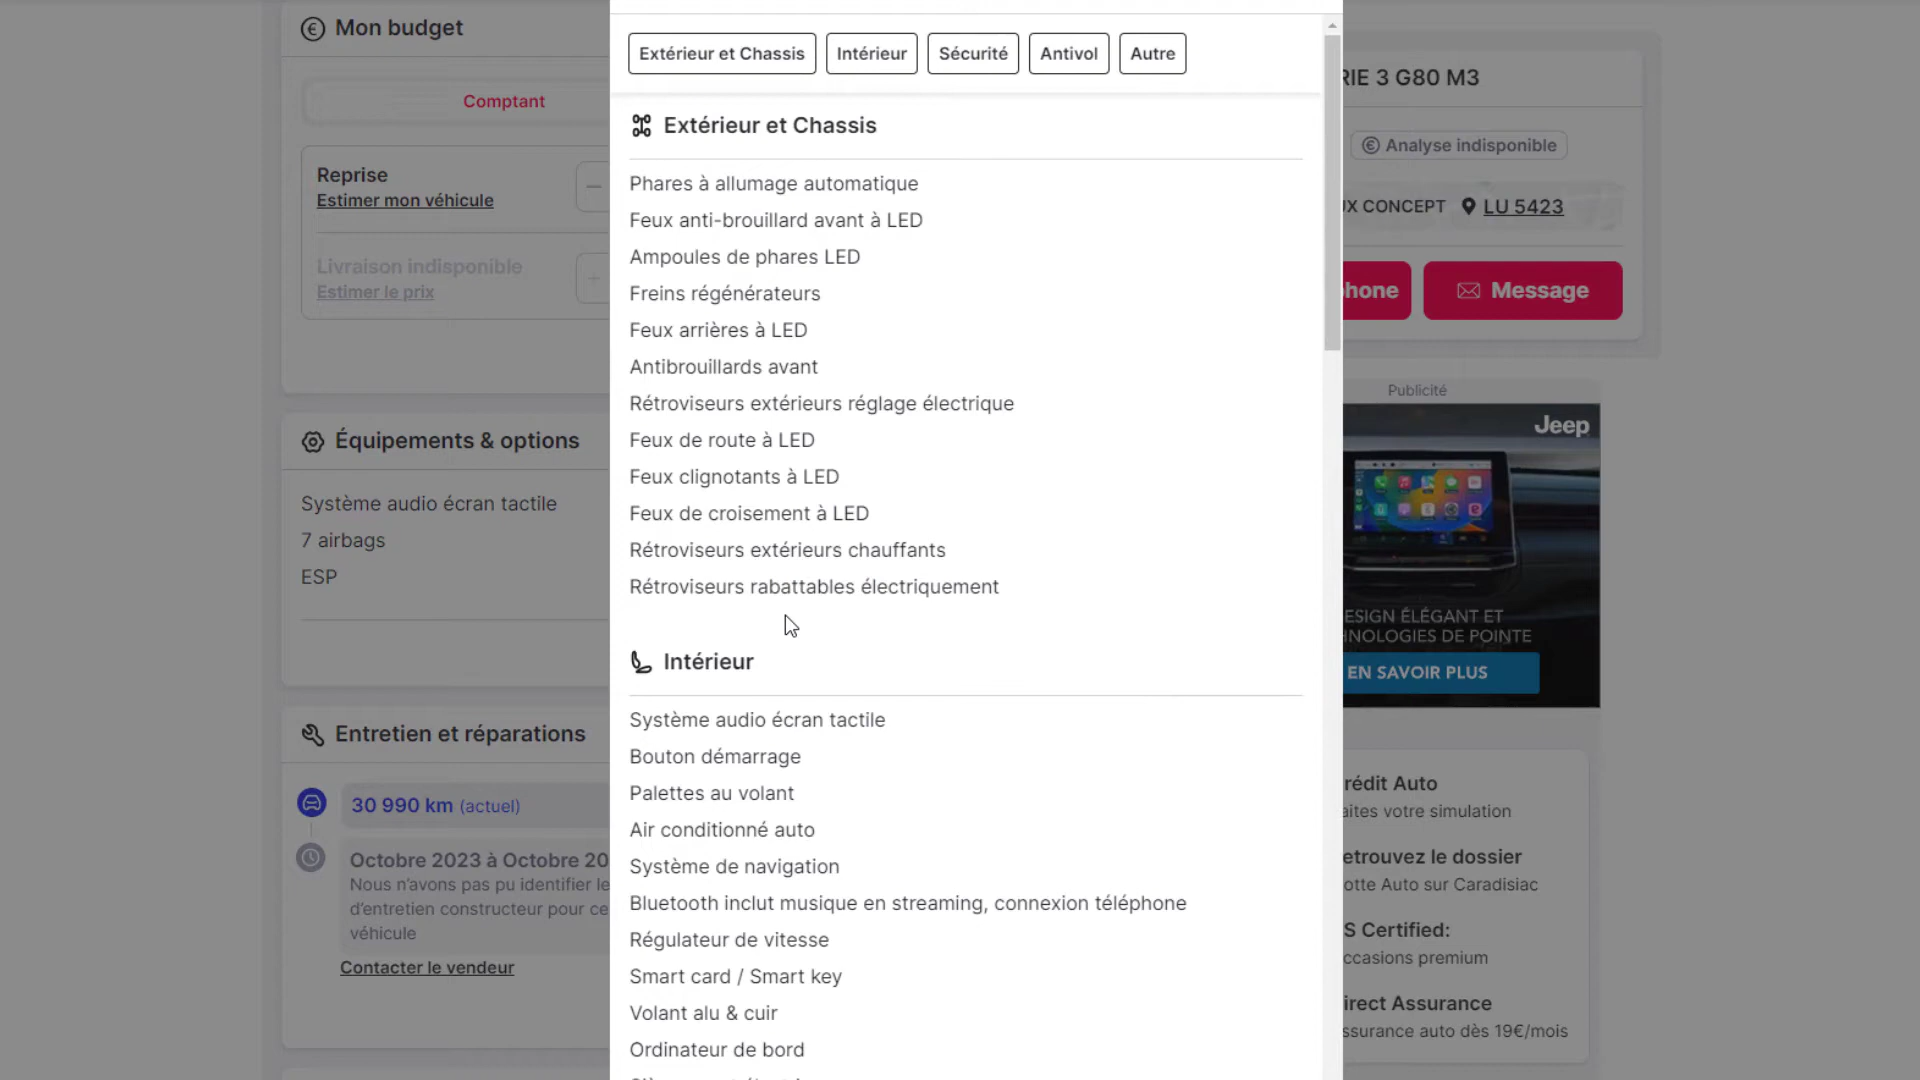 Mon budget
Comptant
Reprise
Estimer mon véhicule
Livraison indisponible
Estimer le prix
Équipements & options
Système audio écran tactile
7 airbags
ESP
Entretien et réparations
30 990 km (actuel)
Octobre 2023 à Octobre 20
Nous n'avons pas pu identifier le
d'entretien constructeur pour ce
véhicule
Contacter le vendeur
Extérieur et Chassis
Intérieur
Sécurité
Antivol
Autre
Extérieur et Chassis
Phares à allumage automatique
Feux anti-brouillard avant à LED
Ampoules de phares LED
Freins régénérateurs
Feux arrières à LED
Antibrouillards avant
Rétroviseurs extérieurs réglage électrique
Feux de route à LED
Feux clignotants à LED
Feux de croisement à LED
Rétroviseurs extérieurs chauffants
Rétroviseurs rabattables électriquement
Intérieur
Système audio écran tactile
Bouton démarrage
Palettes au volant
Air conditionné auto
Système de navigation
Bluetooth inclut musique en streaming, connexion téléphone
Régulateur de vitesse
Smart card / Smart key
Volant alu & cuir
Ordinateur de bord
RIE 3 G80 M3
Analyse indisponible
UX CONCEPT LU 5423
hone
Message
Publicité
Jeep
ESIGN ÉLÉGANT ET
HNOLOGIES DE POINTE
EN SAVOIR PLUS
rédit Auto
aites votre simulation
etrouvez le dossier
otte Auto sur Caradisiac
S Certified:
ccasions premium
irect Assurance
ssurance auto dès 19€/mois